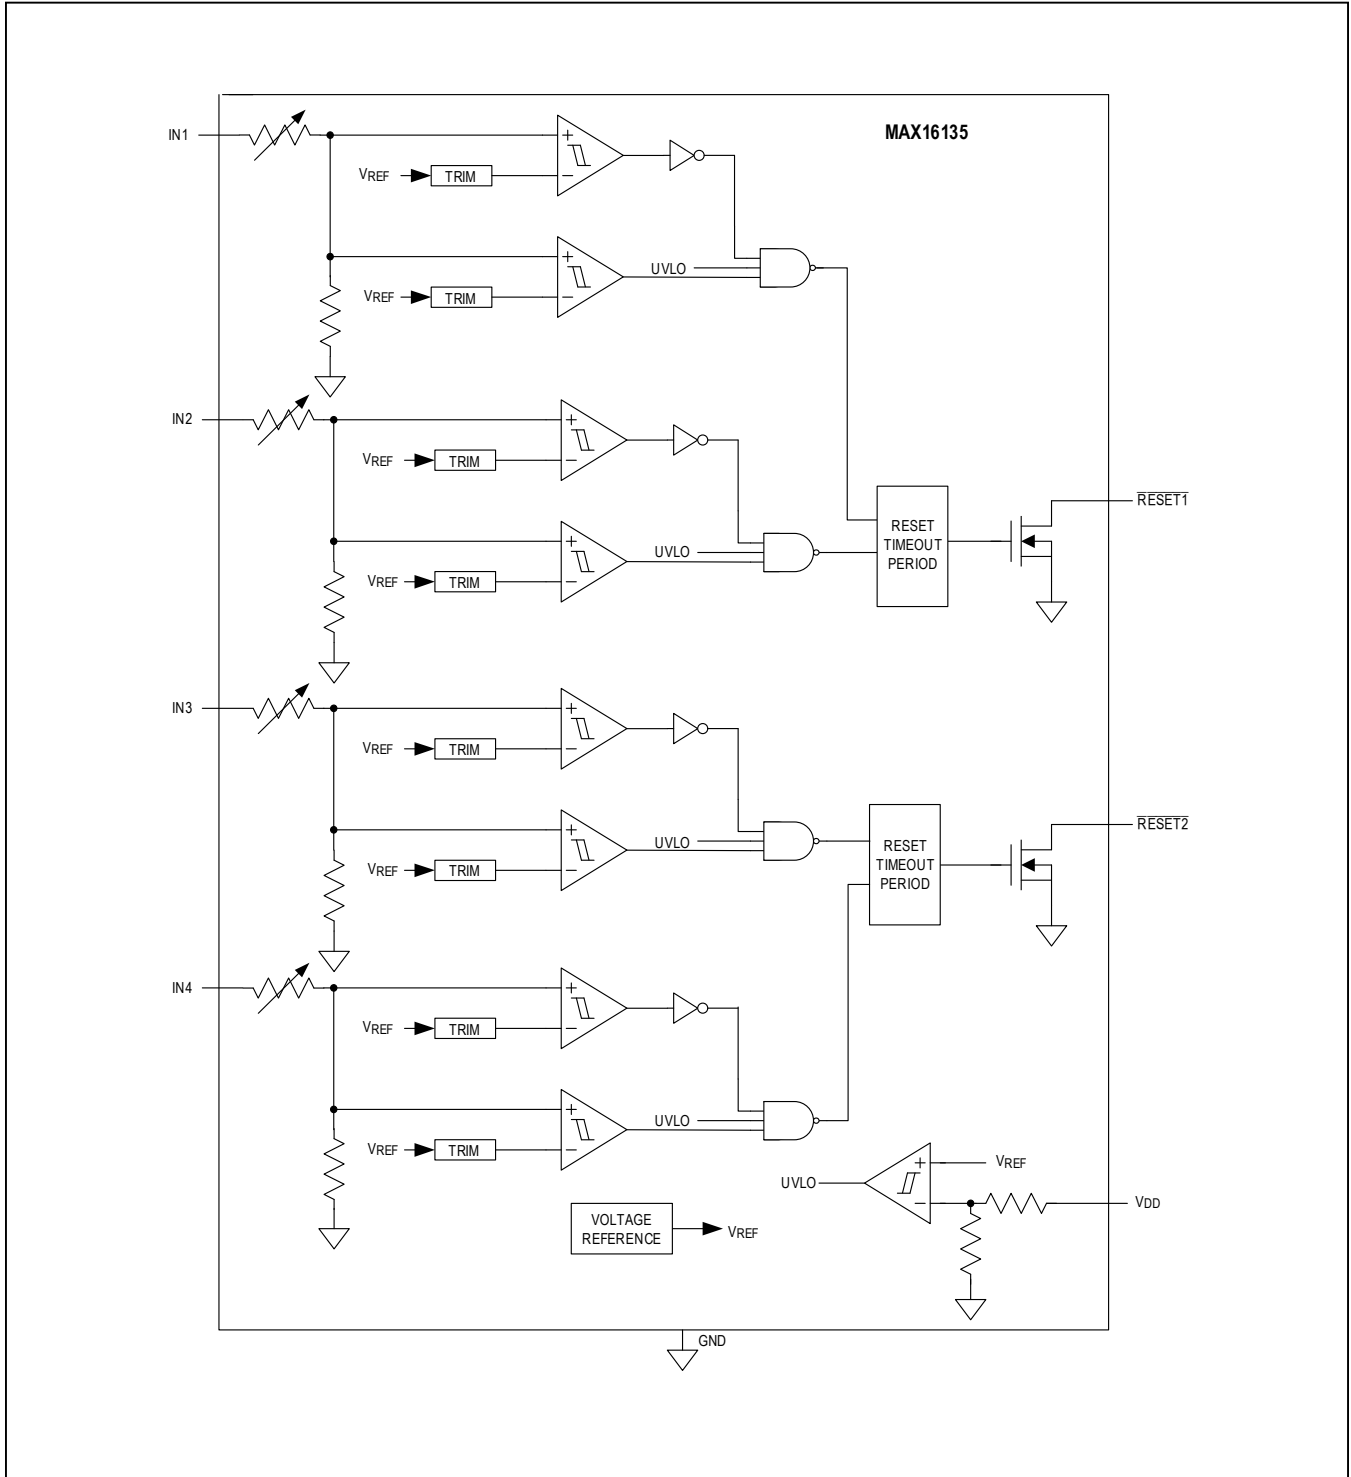 MAX16135
IN1
VREF
TRIM
UVLO
VREF
TRIM
IN2
VREF
TRIM
RESET1
RESET
TIMEOUT
PERIOD
UVLO
VREF
TRIM
IN3
VREF
TRIM
RESET2
UVLO
RESET
TIMEOUT
PERIOD
VREF
TRIM
IN4
VREF
TRIM
UVLO
VREF
TRIM
VREF
UVLO
VDD
VOLTAGE
REFERENCE
VREF
GND